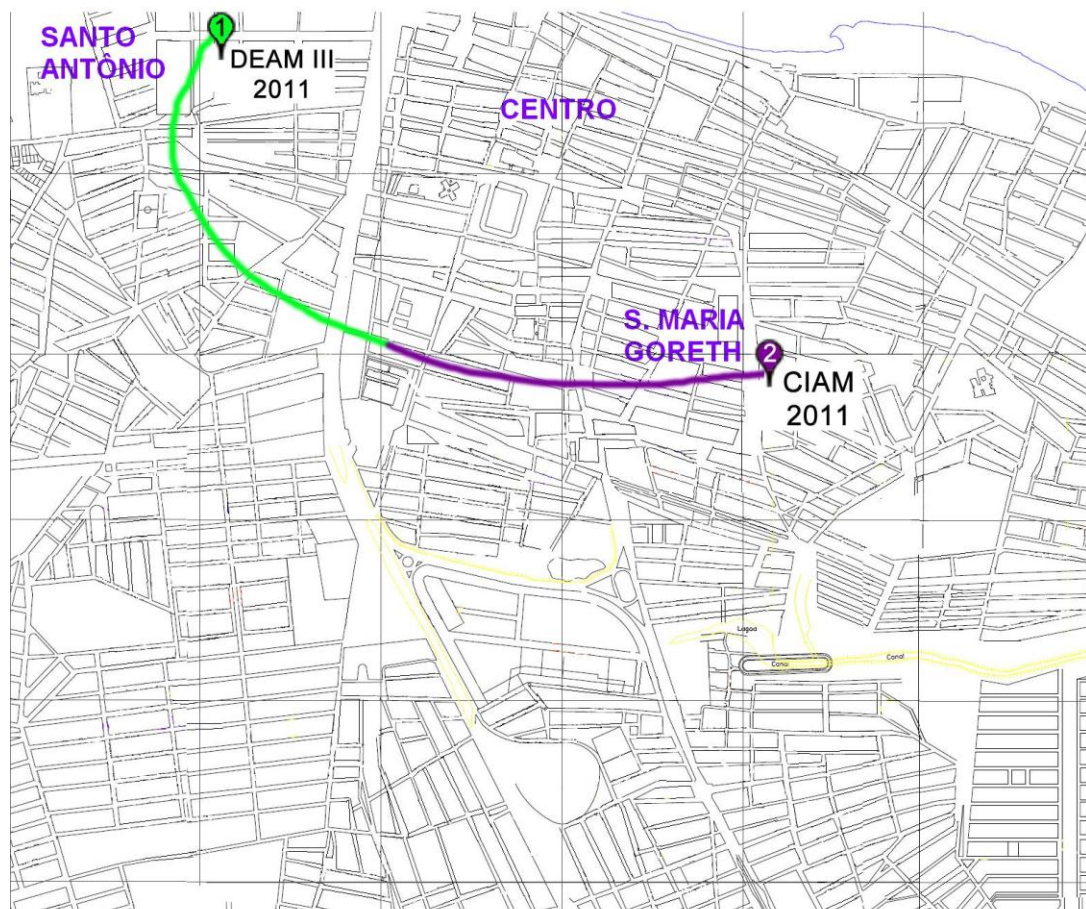 SANTO
ANTÔNIO
1
DEAM III
2011
CENTRO
S. MARIA
GORETH
2
CIAM
2011
Lagoa
Canal
Canal